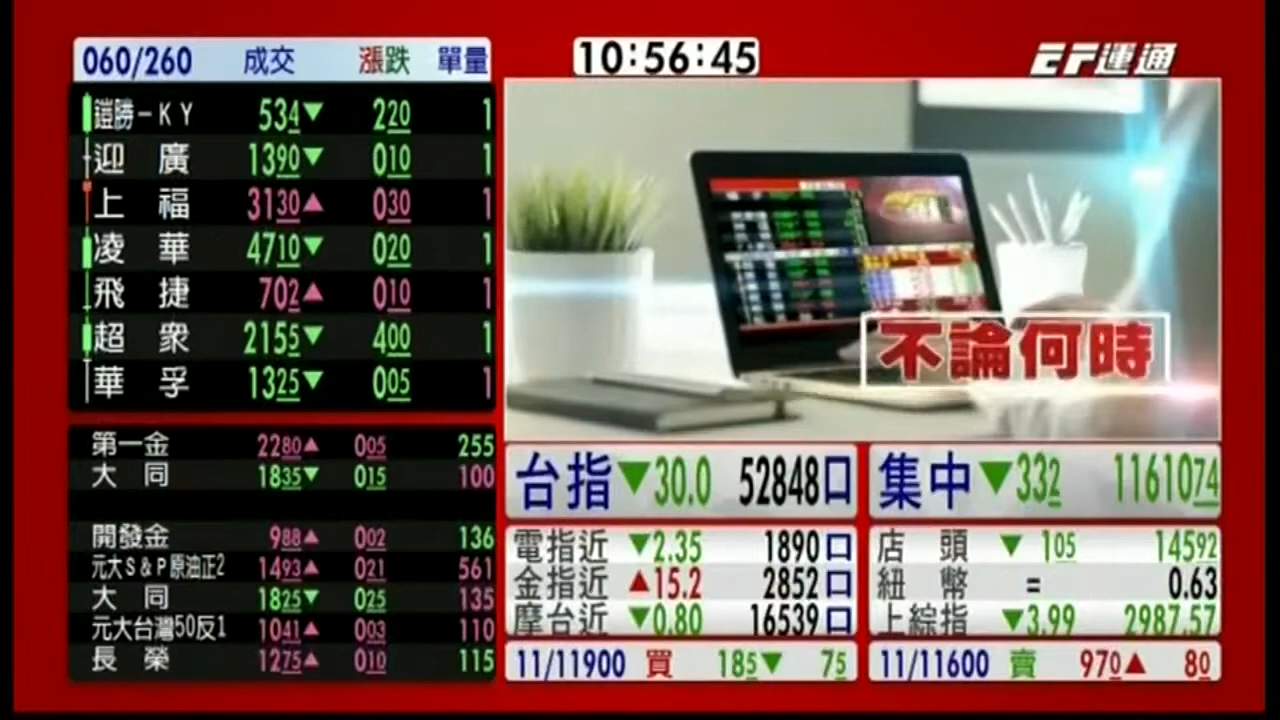 060/260 成交 漲跌 單量
10:56:45
EF運通
鎧勝-KY 534▼ 220 1
迎廣 1390▼ 010 1
上福 3130▲ 030 1
凌華 4710▼ 020 1
飛捷 702▲ 010 1
超眾 2155▼ 400 1
華孚 1325▼ 005 1
不論何時
第一金 2280▲ 005 255
大同 1835▼ 015 100
開發金 988▲ 002 136
元大S&P原油正2 1493▲ 021 561
大同 1825▼ 025 135
元大台灣50反1 1041▲ 003 110
長榮 1275▲ 010 115
台指▼30.0 52848口
集中▼332 1161074
電指近 ▼2.35 1890口
金指近 ▲15.2 2852口
摩台近 ▼0.80 16539口
店頭 ▼ 105 14592
紐幣 = 0.63
上綜指 ▼3.99 2987.57
11/11900 買 185▼ 75
11/11600 賣 970▲ 80